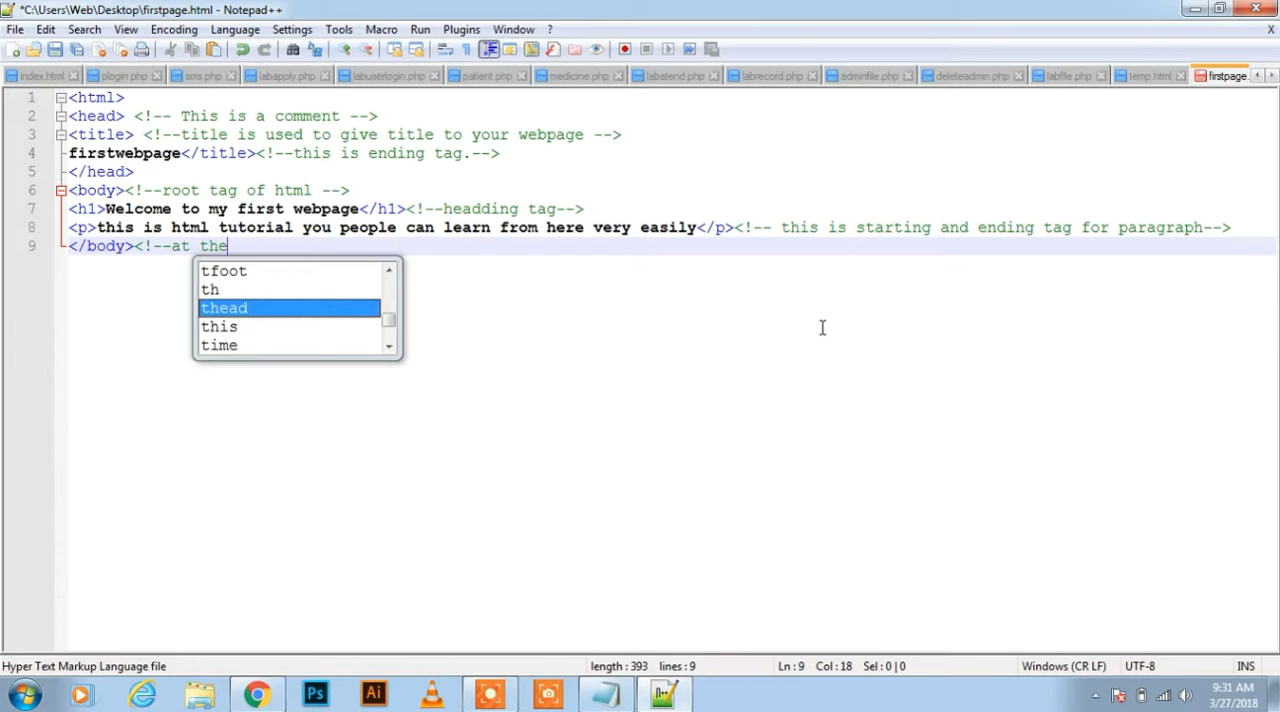 *C:\Users\Web\Desktop\firstpage.html - Notepad++
File Edit Search View Encoding Language Settings Tools Macro Run Plugins Window ? X
index.html plogin.php sms.php labapply.php labuserlogin.php patient.php medicine.php labatend.php labrecord.php adminfile.php deleteadmin.php labfile.php temp.html firstpage.
1 <html>
2 <head> <!-- This is a comment -->
3 <title> <!--title is used to give title to your webpage -->
4 firstwebpage</title><!--this is ending tag.-->
5 </head>
6 <body><!--root tag of html -->
7 <h1>Welcome to my first webpage</h1><!--headding tag-->
8 <p>this is html tutorial you people can learn from here very easily</p><!-- this is starting and ending tag for paragraph-->
9 </body><!--at the
tfoot
th
thead
this
time
Hyper Text Markup Language file length : 393 lines : 9 Ln : 9 Col : 18 Sel : 0 | 0 Windows (CR LF) UTF-8 INS
Ps Ai 9:31 AM
3/27/2018